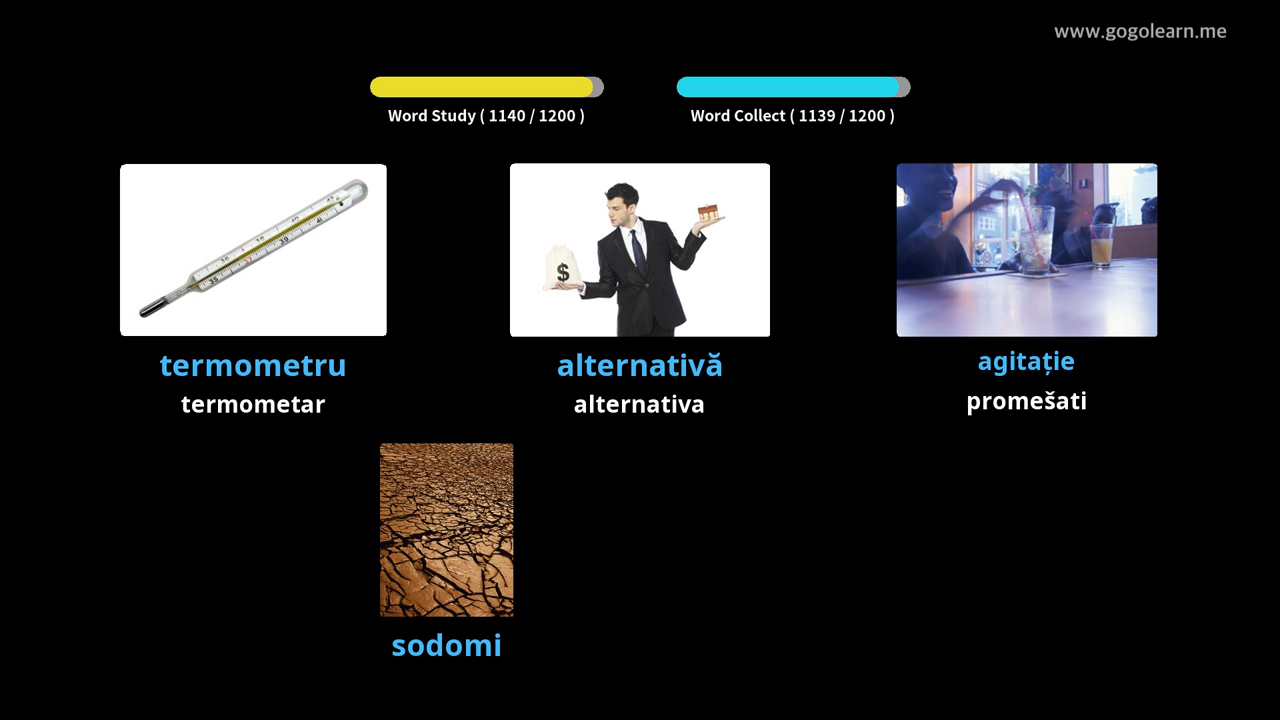 www.gogolearn.me
Word Study ( 1140 / 1200 )
Word Collect ( 1139 / 1200 )
termometru
alternativă
agitație
termometar
alternativa
promešati
sodomi